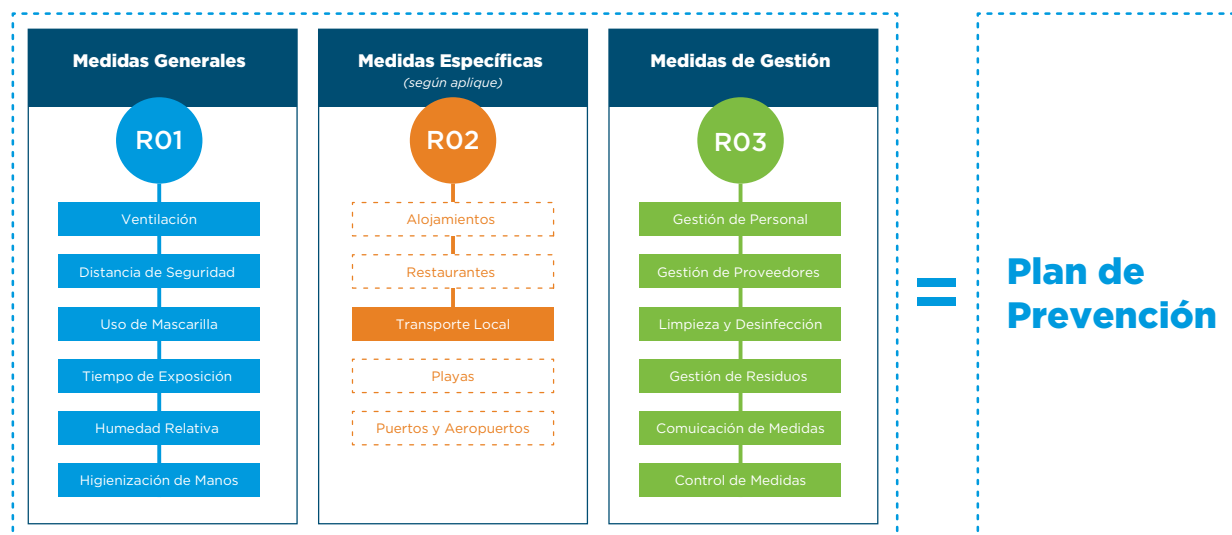 Medidas Generales
R01
Ventilación
Distancia de Seguridad
Uso de Mascarilla
Tiempo de Exposición
Humedad Relativa
Higienización de Manos
Medidas Específicas
(según aplique)
R02
Alojamientos
Restaurantes
Transporte Local
Playas
Puertos y Aeropuertos
Medidas de Gestión
R03
Gestión de Personal
Gestión de Proveedores
Limpieza y Desinfección
Gestión de Residuos
Comuicación de Medidas
Control de Medidas
=
Plan de
Prevención